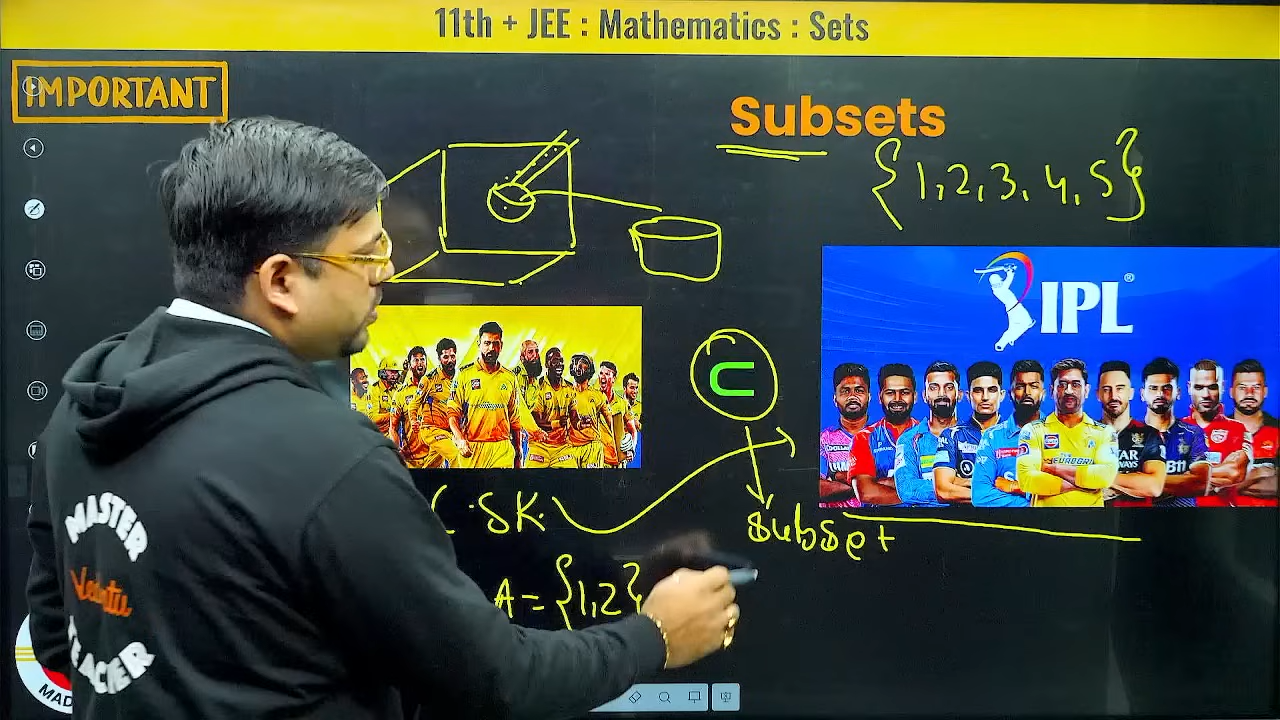 11th + JEE : Mathematics : Sets
IMPORTANT
Subsets
{1,2,3,4,5}
IPL
⊂
C.SK.
subset
A = {1,2}
MASTER
Vedantu
TEACHER
MAD